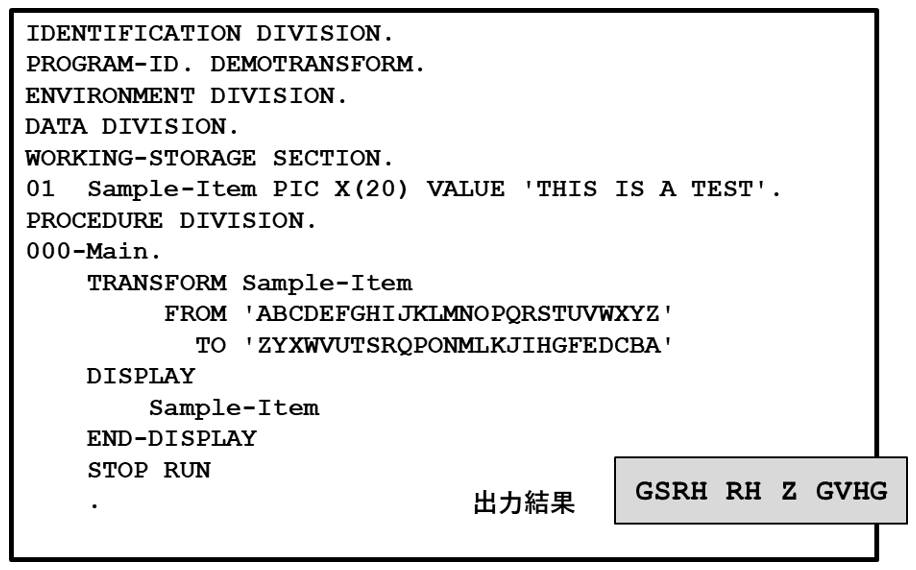 IDENTIFICATION DIVISION.
PROGRAM-ID. DEMOTRANSFORM.
ENVIRONMENT DIVISION.
DATA DIVISION.
WORKING-STORAGE SECTION.
01  Sample-Item PIC X(20) VALUE 'THIS IS A TEST'.
PROCEDURE DIVISION.
000-Main.
    TRANSFORM Sample-Item
         FROM 'ABCDEFGHIJKLMNOPQRSTUVWXYZ'
           TO 'ZYXWVUTSRQPONMLKJIHGFEDCBA'
    DISPLAY
        Sample-Item
    END-DISPLAY
    STOP RUN
    .
出力結果
GSRH RH Z GVHG